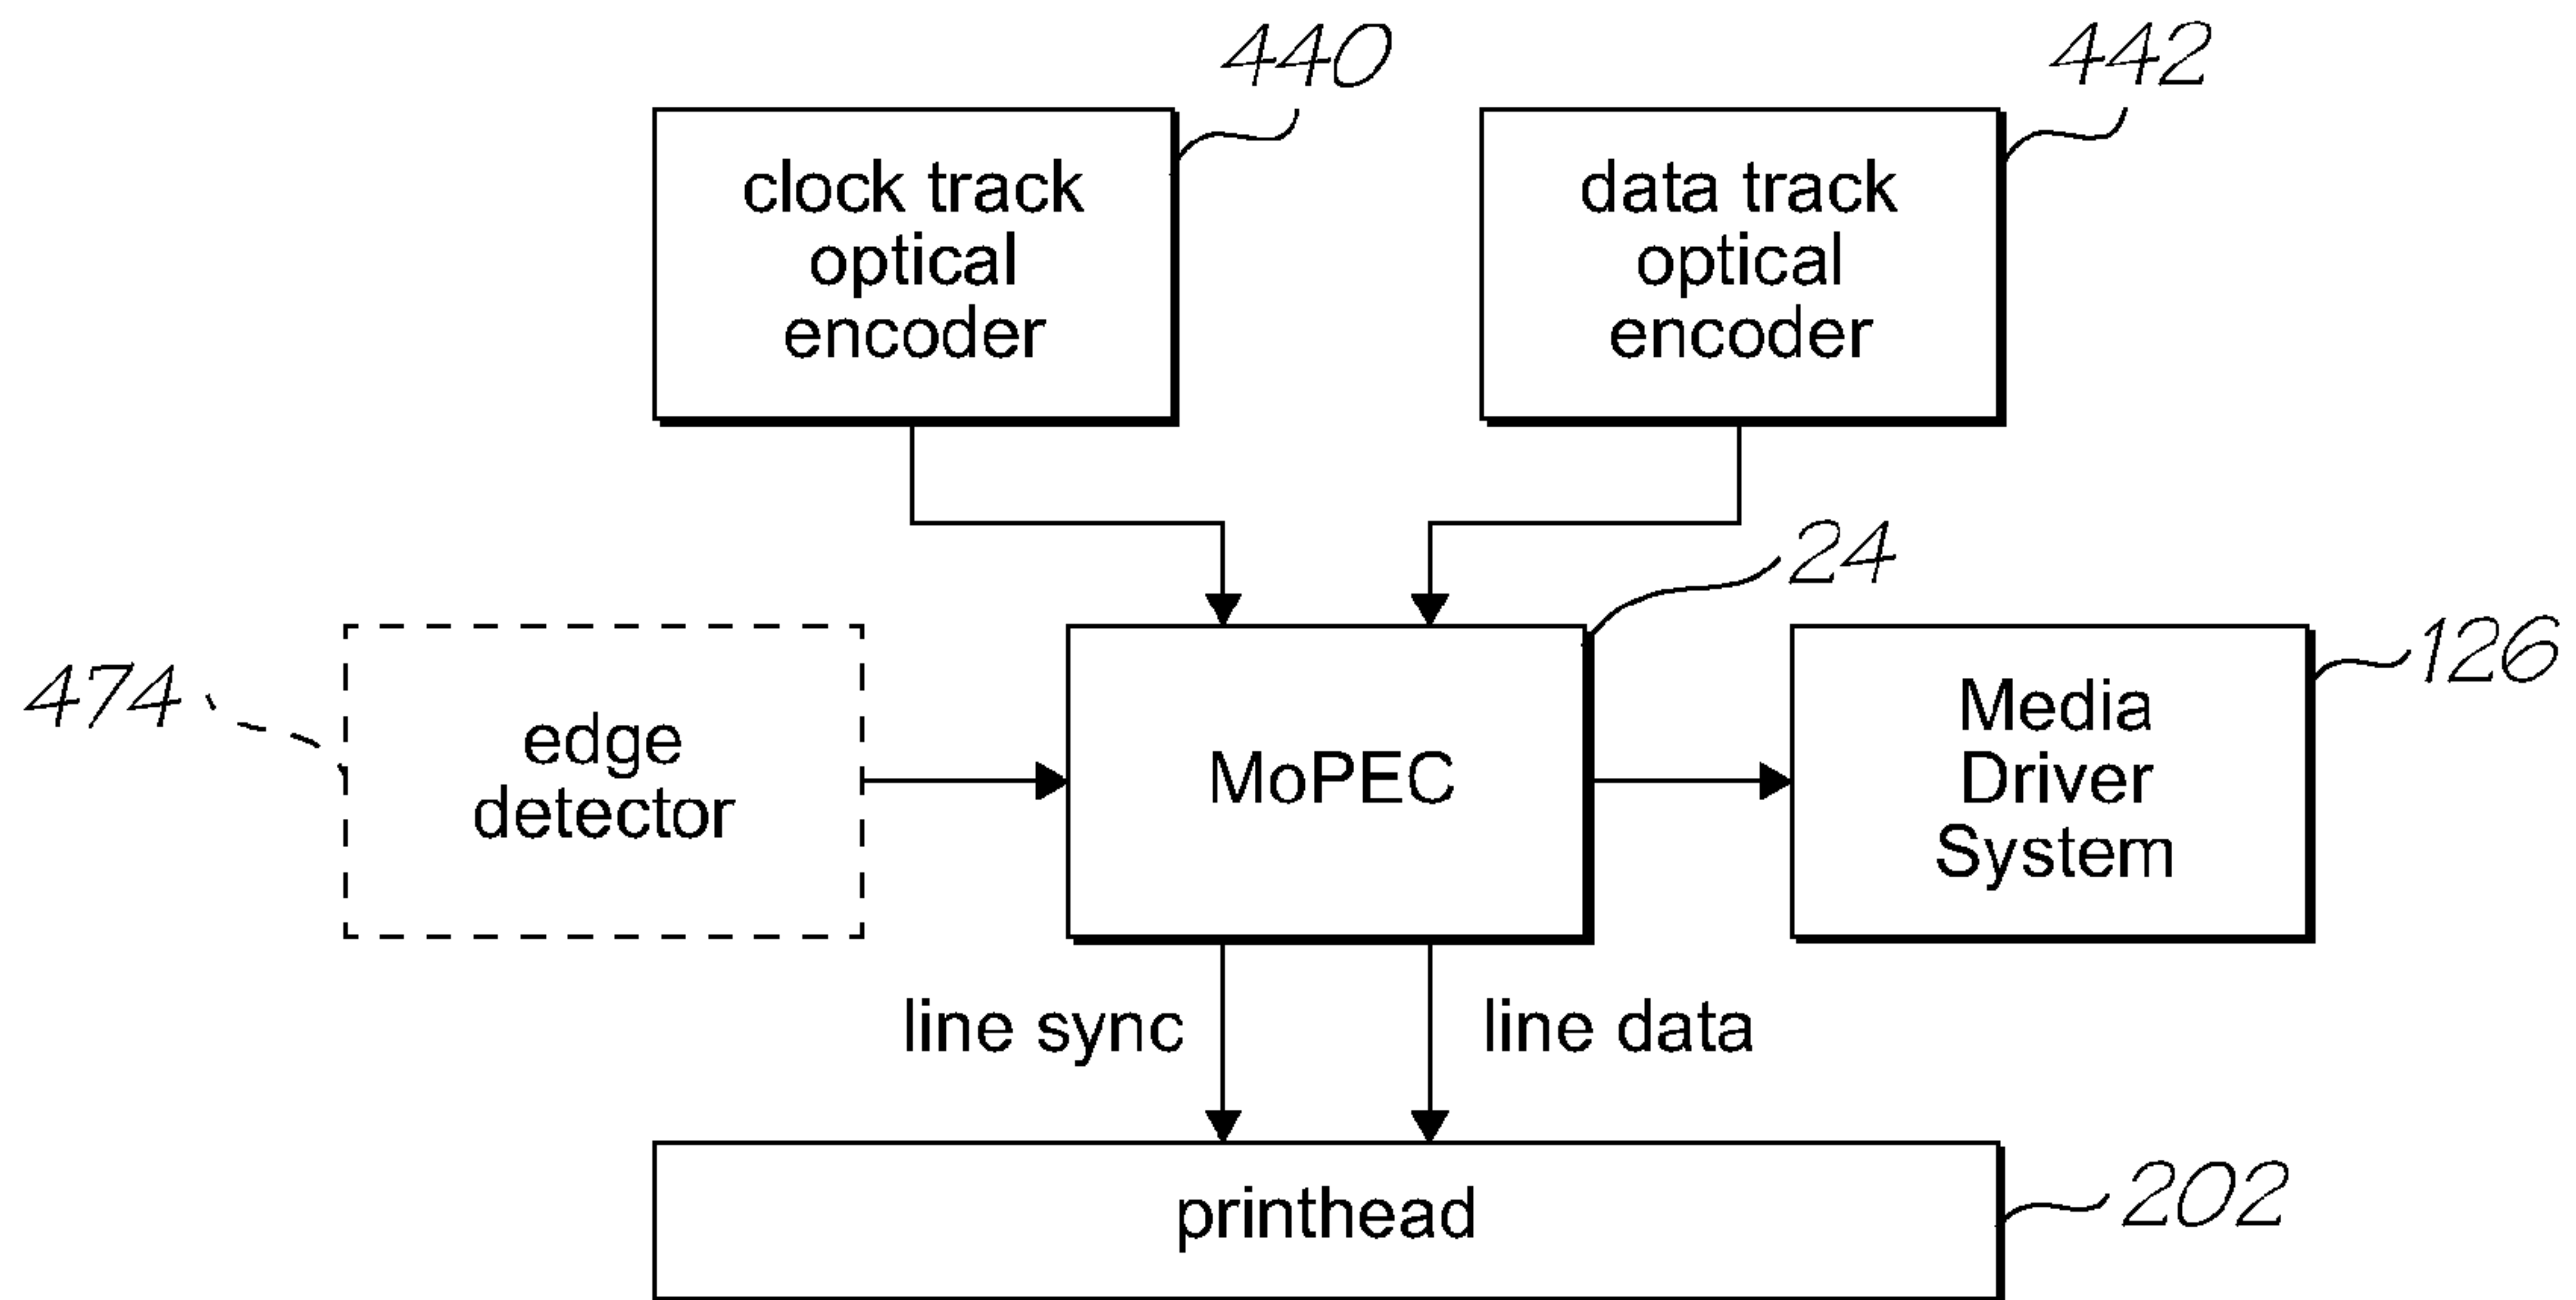 440
442
clock track
optical
encoder
data track
optical
encoder
24
474
edge
detector
MoPEC
126
Media
Driver
System
line sync
line data
printhead
202